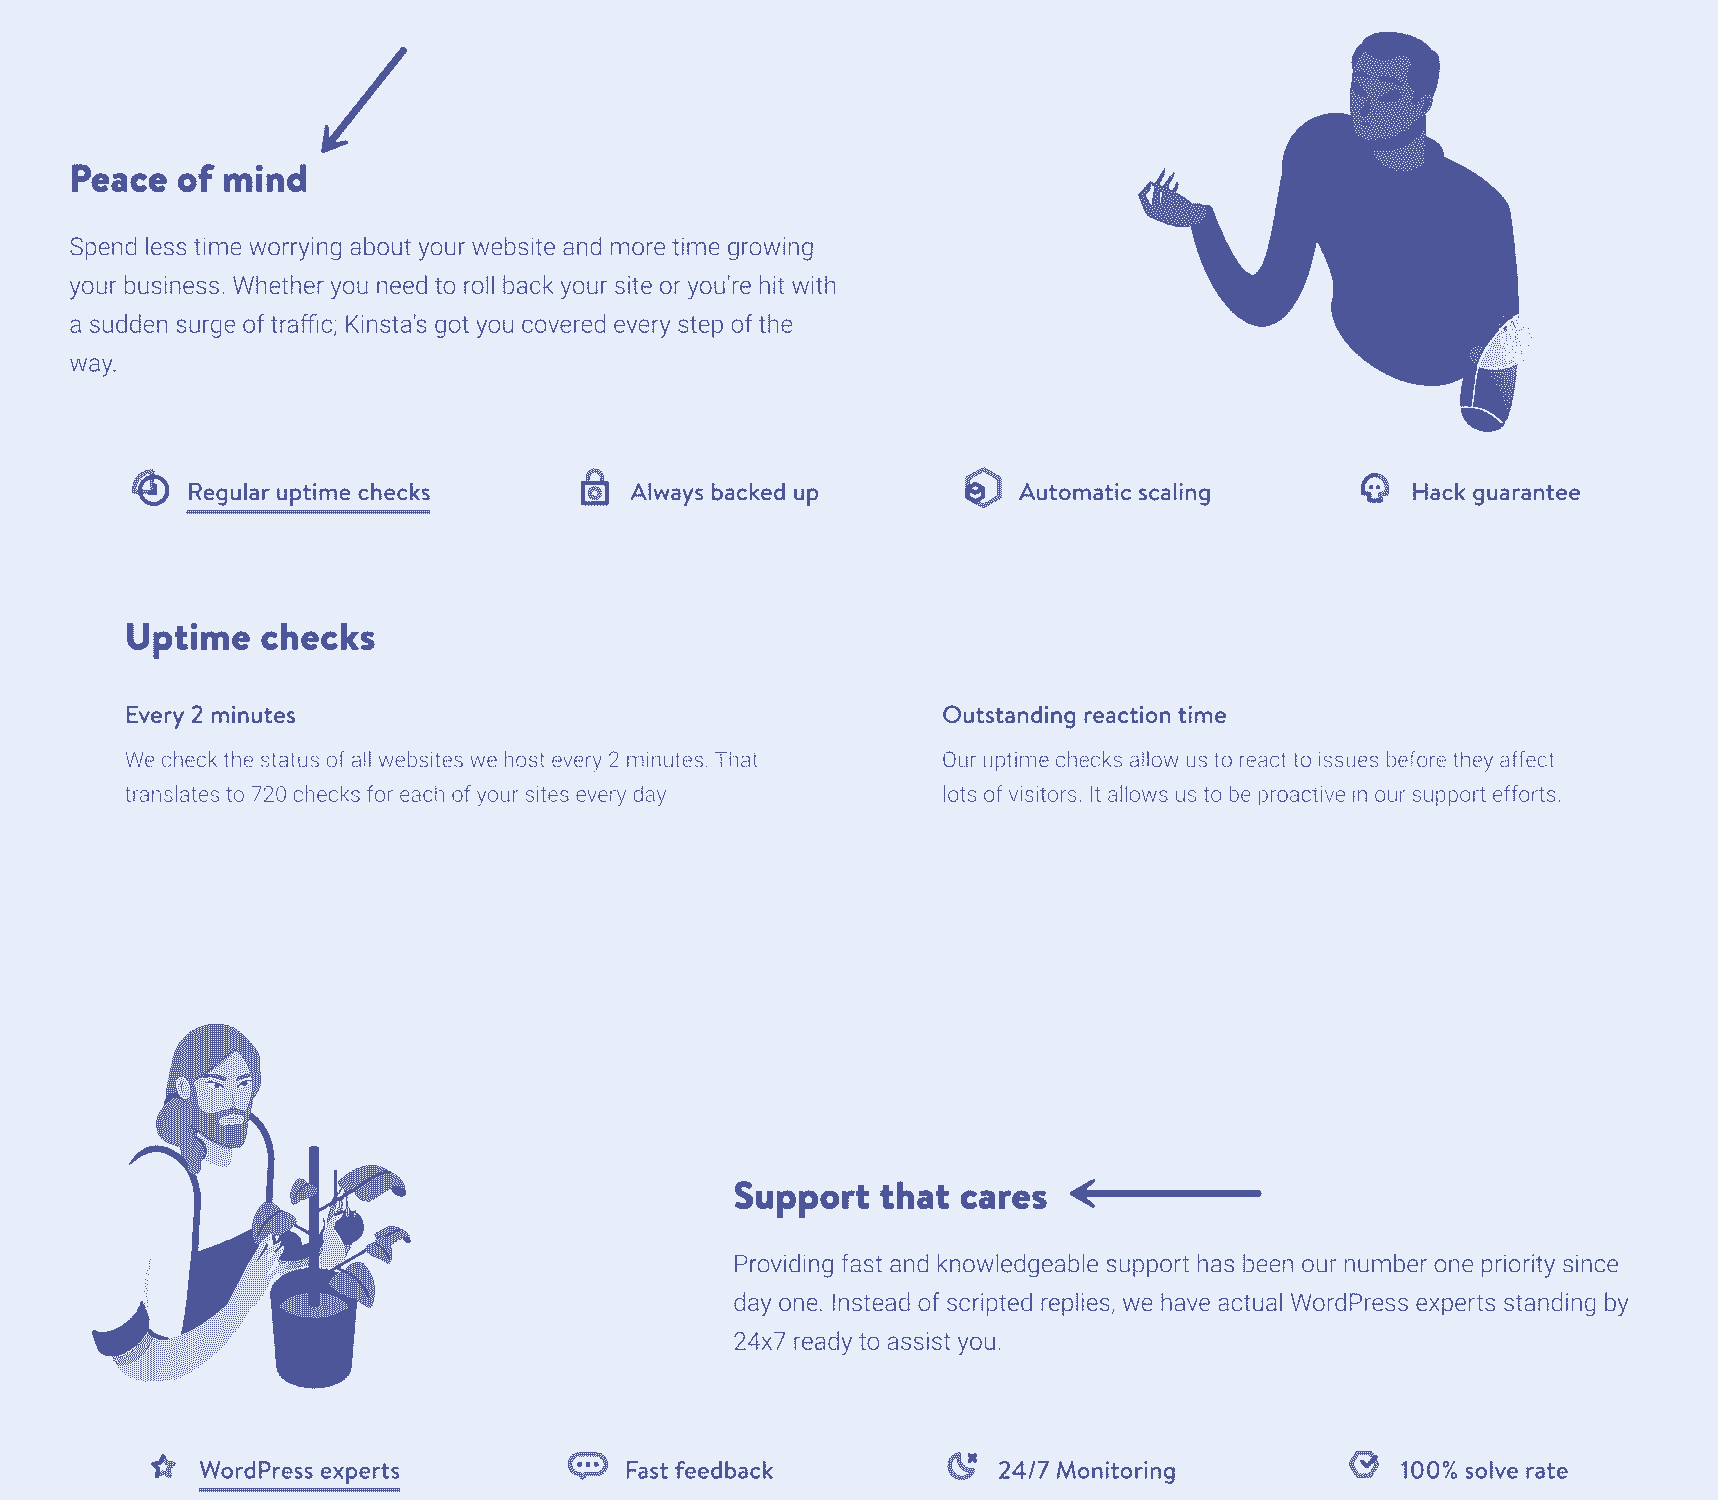 Peace of mind
Spend less time worrying about your website and more time growing
your business. Whether you need to roll back your site or you're hit with
a sudden surge of traffic; Kinsta's got you covered every step of the
way.
Regular uptime checks
Always backed up
Automatic scaling
Hack guarantee
Uptime checks
Every 2 minutes
We check the status of all websites we host every 2 minutes. That
translates to 720 checks for each of your sites every day
Outstanding reaction time
Our uptime checks allow us to react to issues before they affect
lots of visitors. It allows us to be proactive in our support efforts.
Support that cares
Providing fast and knowledgeable support has been our number one priority since
day one. Instead of scripted replies, we have actual WordPress experts standing by
24x7 ready to assist you.
WordPress experts
Fast feedback
24/7 Monitoring
100% solve rate